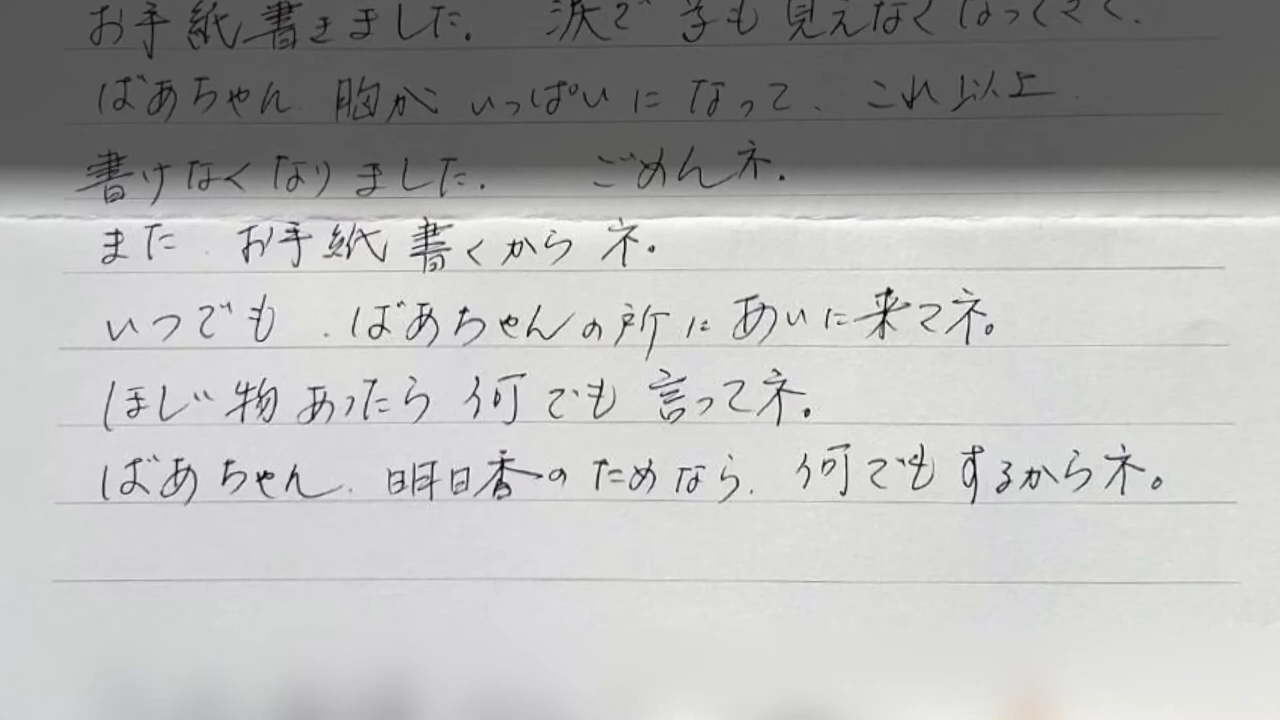 お手紙書きました. 涙で 字も 見えなくなってきて.
ばあちゃん. 胸が いっぱいになって、 これ以上
書けなくなりました. ごめんネ.
また お手紙書くからネ。
いつでも . ばあちゃんの所にあいに来てネ。
ほしい物あったら 何でも 言ってネ。
ばあちゃん. 明日香のためなら. 何でもするからネ。